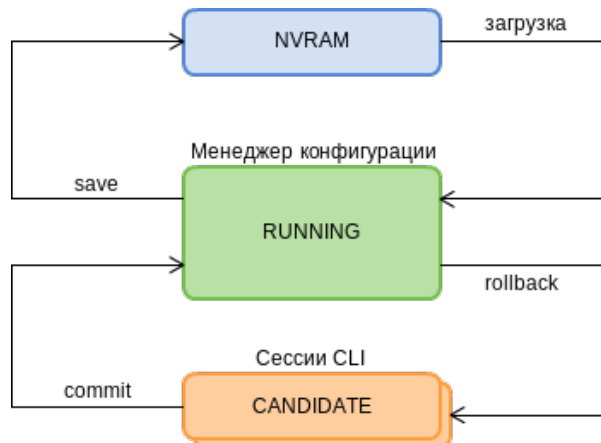 загрузка
NVRAM
Менеджер конфигурации
save
RUNNING
rollback
Сессии CLI
commit
CANDIDATE